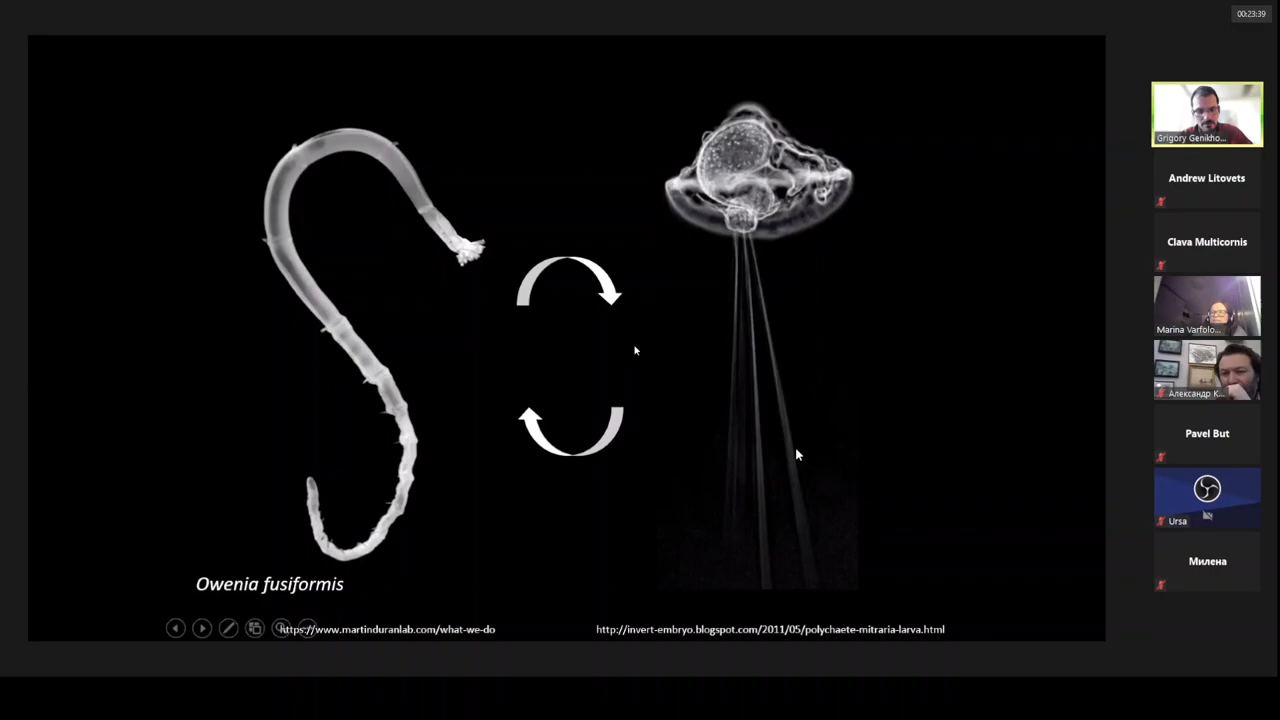 00:23:39
Grigory Genikho...
Andrew Litovets
Clava Multicornis
Marina Varfolo...
Александр К...
Pavel But
Ursa
Милена
Owenia fusiformis
https://www.martinduranlab.com/what-we-do
http://invert-embryo.blogspot.com/2011/05/polychaete-mitraria-larva.html